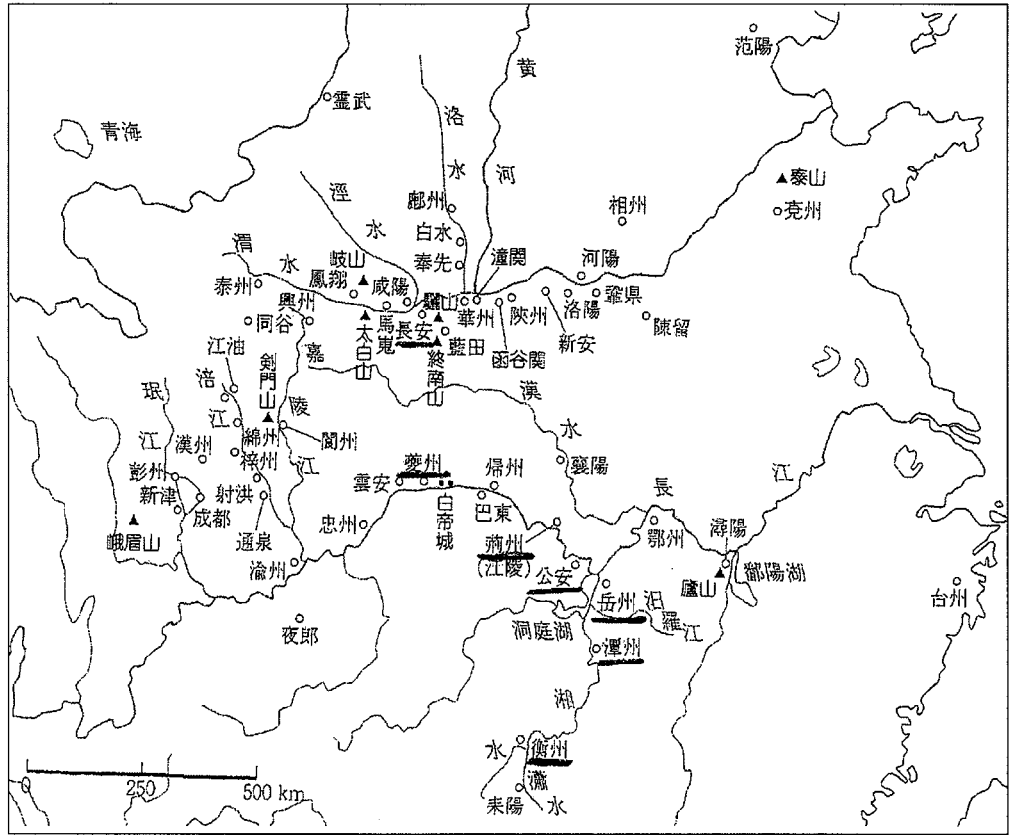 范陽
黄河
洛水
霊武
青海
涇水
泰山
兗州
鄜州
相州
白水
渭水
岐山
潼関
奉先
河陽
鳳翔
咸陽
驪山
泰州
興州
馬嵬
長安
華州
陝州
洛陽
鞏県
同谷
太白山
藍田
函谷関
新安
陳留
終南山
江油
剣門山
嘉陵江
漢水
涪江
岷江
綿州
閬州
漢州
梓州
襄陽
彭州
夔州
帰州
長江
雲安
新津
射洪
白帝城
巴東
成都
峨眉山
通泉
忠州
荊州
(江陵)
鄂州
潯陽
渝州
公安
廬山
鄱陽湖
岳州
汨羅江
台州
夜郎
洞庭湖
潭州
湘水
衡州
耒陽
水
0 250 500 km